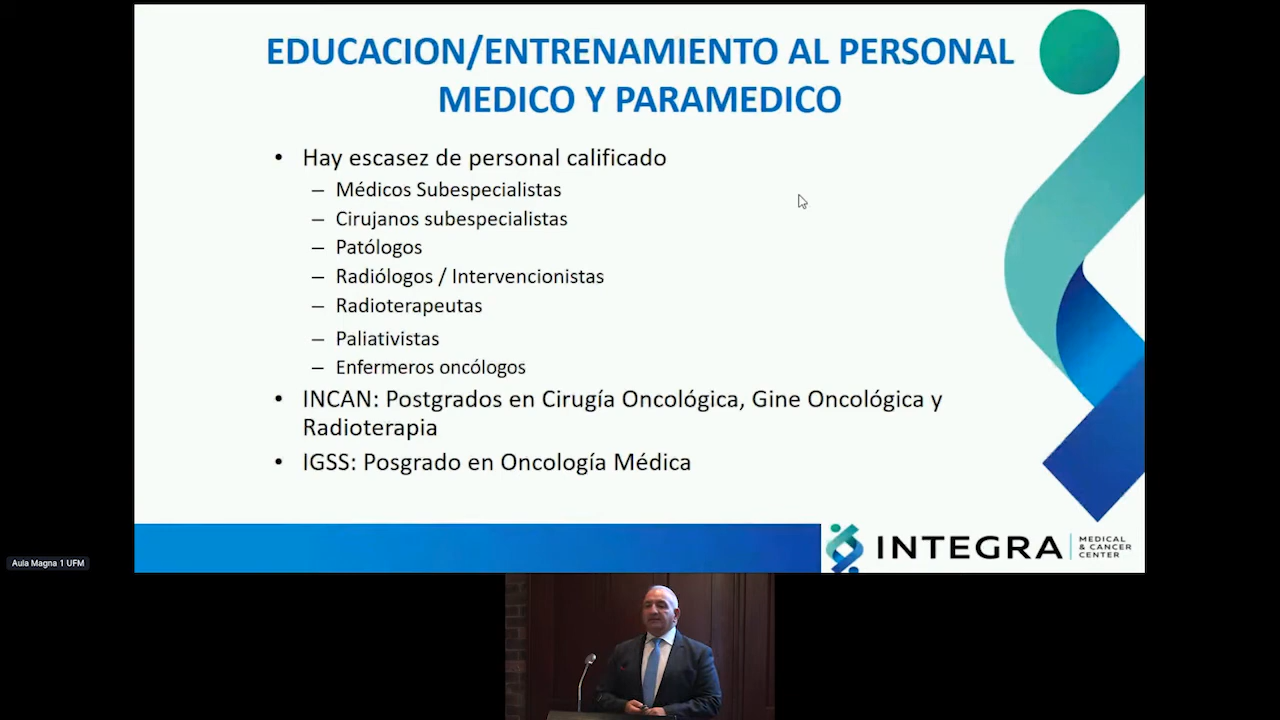 EDUCACION/ENTRENAMIENTO AL PERSONAL
MEDICO Y PARAMEDICO
• Hay escasez de personal calificado
– Médicos Subespecialistas
– Cirujanos subespecialistas
– Patólogos
– Radiólogos / Intervencionistas
– Radioterapeutas
– Paliativistas
– Enfermeros oncólogos
• INCAN: Postgrados en Cirugía Oncológica, Gine Oncológica y
Radioterapia
• IGSS: Posgrado en Oncología Médica
INTEGRA
MEDICAL
& CANCER
CENTER
Aula Magna 1 UFM